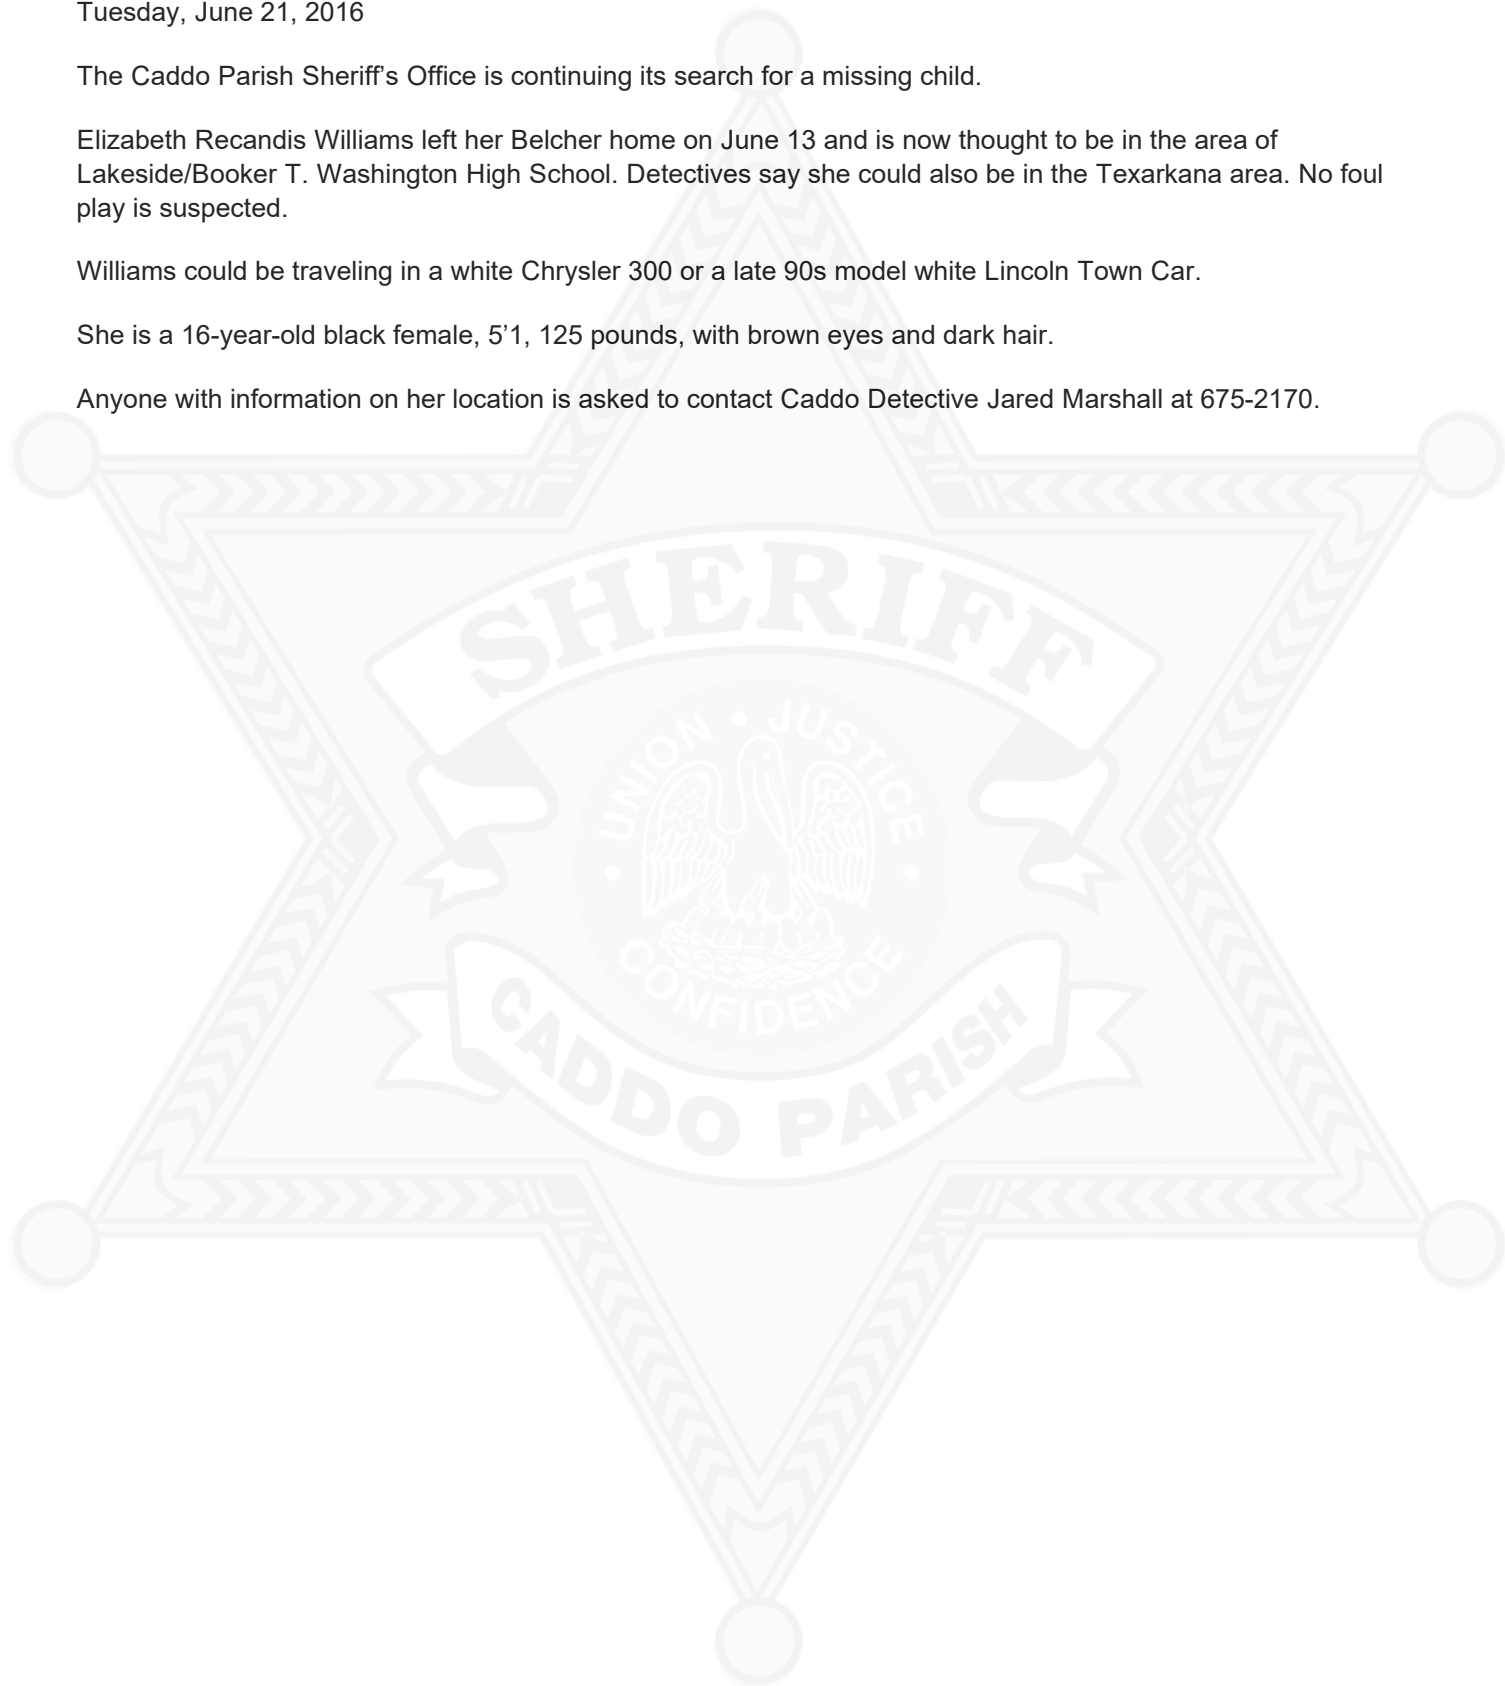 Tuesday, June 21, 2016
The Caddo Parish Sheriff’s Office is continuing its search for a missing child.
Elizabeth Recandis Williams left her Belcher home on June 13 and is now thought to be in the area of
Lakeside/Booker T. Washington High School. Detectives say she could also be in the Texarkana area. No foul
play is suspected.
Williams could be traveling in a white Chrysler 300 or a late 90s model white Lincoln Town Car.
She is a 16-year-old black female, 5’1, 125 pounds, with brown eyes and dark hair.
Anyone with information on her location is asked to contact Caddo Detective Jared Marshall at 675-2170.
SHERIFF
UNION • JUSTICE
• CONFIDENCE •
CADDO PARISH